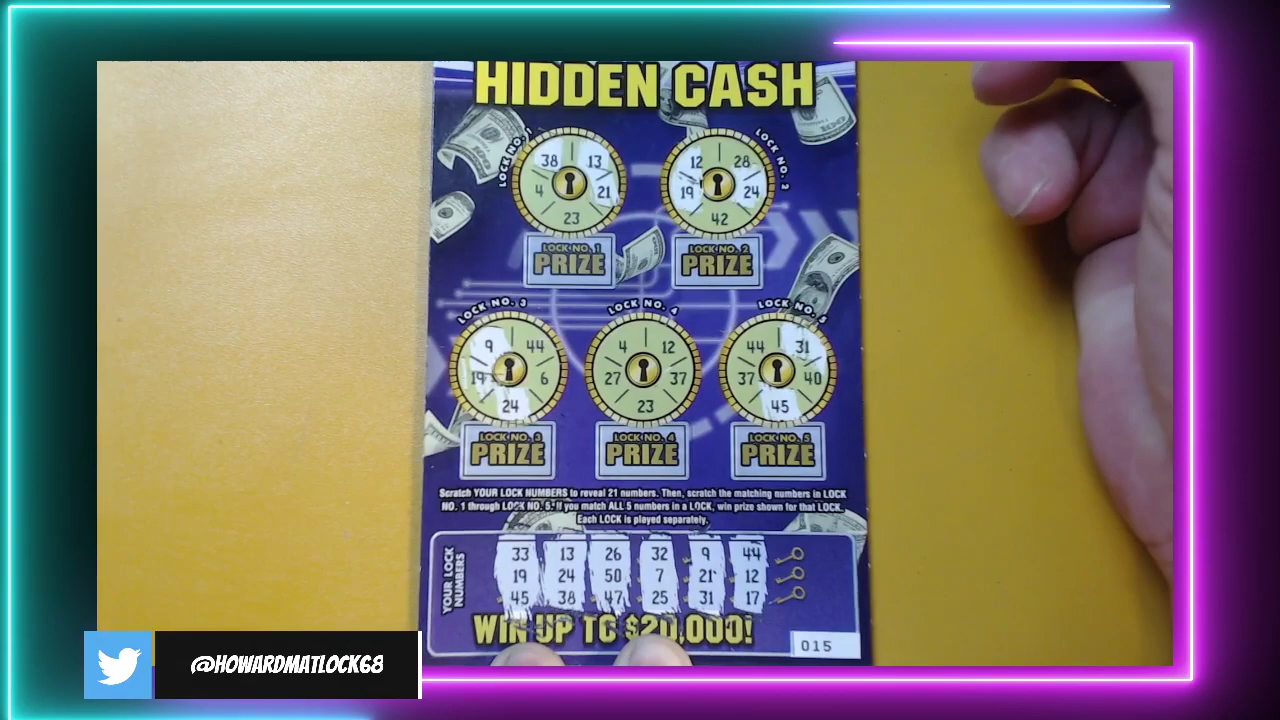 HIDDEN CASH
LOCK NO. 1
38 13
4 21
23
LOCK NO. 1
PRIZE
LOCK NO. 2
12 28
19 24
42
LOCK NO. 2
PRIZE
LOCK NO. 3
9 44
19 6
24
LOCK NO. 3
PRIZE
LOCK NO. 4
4 12
27 37
23
LOCK NO. 4
PRIZE
LOCK NO. 5
44 31
37 40
45
LOCK NO. 5
PRIZE
Scratch YOUR LOCK NUMBERS to reveal 21 numbers. Then, scratch the matching numbers in LOCK
NO. 1 through LOCK NO. 5. If you match ALL 5 numbers in a LOCK, win prize shown for that LOCK.
Each LOCK is played separately.
YOUR LOCK
NUMBERS
33 13 26 32 9 44
19 24 50 7 21 12
45 38 47 25 31 17
WIN UP TO $20,000!
015
@HOWARDMATLOCK68